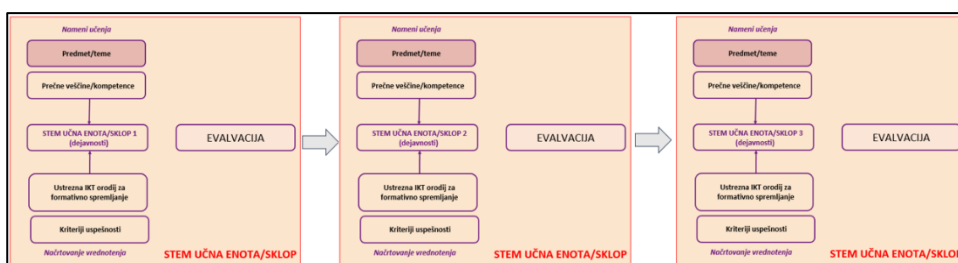 Nameni učenja
Predmet/teme
Prečne veščine/kompetence
STEM UČNA ENOTA/SKLOP 1
(dejavnosti)
EVALVACIJA
Ustrezna IKT orodij za
formativno spremljanje
Kriteriji uspešnosti
Načrtovanje vrednotenja
STEM UČNA ENOTA/SKLOP
Nameni učenja
Predmet/teme
Prečne veščine/kompetence
STEM UČNA ENOTA/SKLOP 2
(dejavnosti)
EVALVACIJA
Ustrezna IKT orodij za
formativno spremljanje
Kriteriji uspešnosti
Načrtovanje vrednotenja
STEM UČNA ENOTA/SKLOP
Nameni učenja
Predmet/teme
Prečne veščine/kompetence
STEM UČNA ENOTA/SKLOP 3
(dejavnosti)
EVALVACIJA
Ustrezna IKT orodij za
formativno spremljanje
Kriteriji uspešnosti
Načrtovanje vrednotenja
STEM UČNA ENOTA/SKLOP